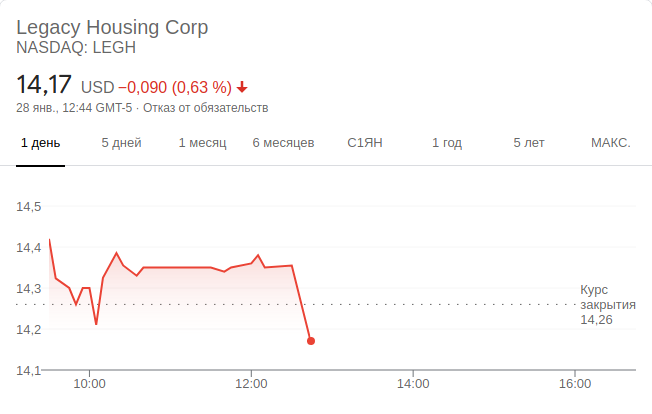 Legacy Housing Corp
NASDAQ: LEGH
14,17 USD −0,090 (0,63 %)
28 янв., 12:44 GMT-5 · Отказ от обязательств
1 день 5 дней 1 месяц 6 месяцев С1ЯН 1 год 5 лет МАКС.
14,5
14,4
14,3
14,2
14,1
Курс
закрытия
14,26
10:00 12:00 14:00 16:00